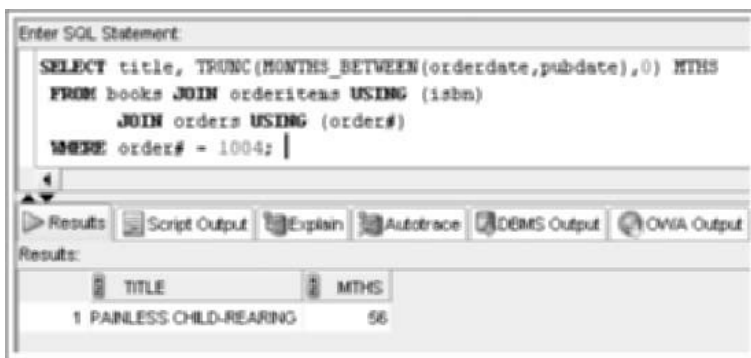 Enter SQL Statement:
SELECT title, TRUNC(MONTHS_BETWEEN(orderdate,pubdate),0) MTHS
FROM books JOIN orderitems USING (isbn)
JOIN orders USING (order#)
WHERE order# = 1004;
Results Script Output Explain Autotrace DBMS Output OWA Output
Results:
TITLE MTHS
1 PAINLESS CHILD-REARING 56